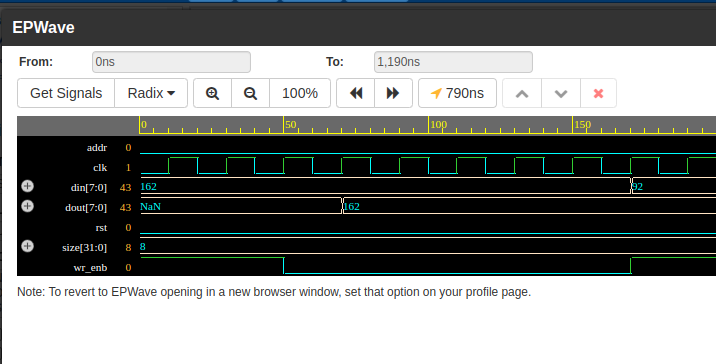 EPWave
From: 0ns To: 1,190ns
Get Signals Radix 100% 790ns
0 50 100 150
addr 0
clk 1
din[7:0] 43 162 92
dout[7:0] 43 NaN 162
rst 0
size[31:0] 8 8
wr_enb 0
Note: To revert to EPWave opening in a new browser window, set that option on your profile page.